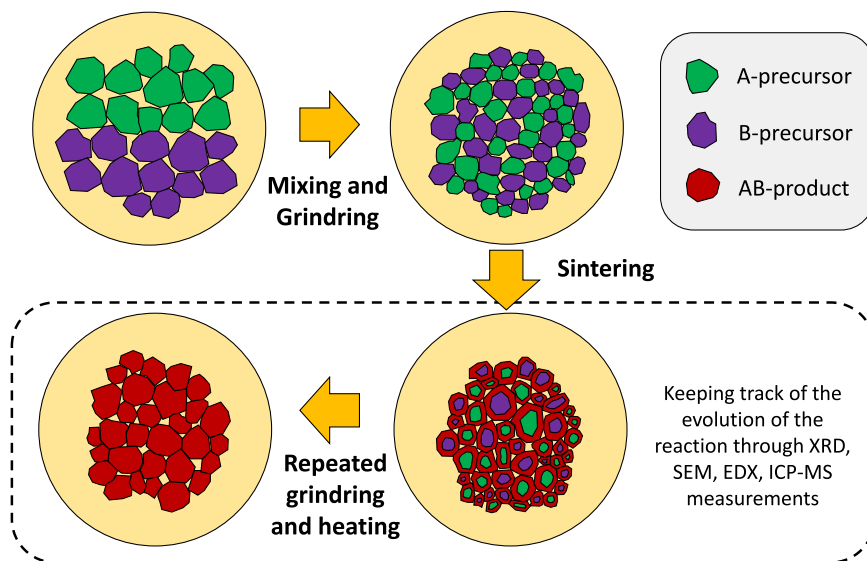 A-precursor
B-precursor
AB-product
Mixing and
Grindring
Sintering
Repeated
grindring
and heating
Keeping track of the
evolution of the
reaction through XRD,
SEM, EDX, ICP-MS
measurements